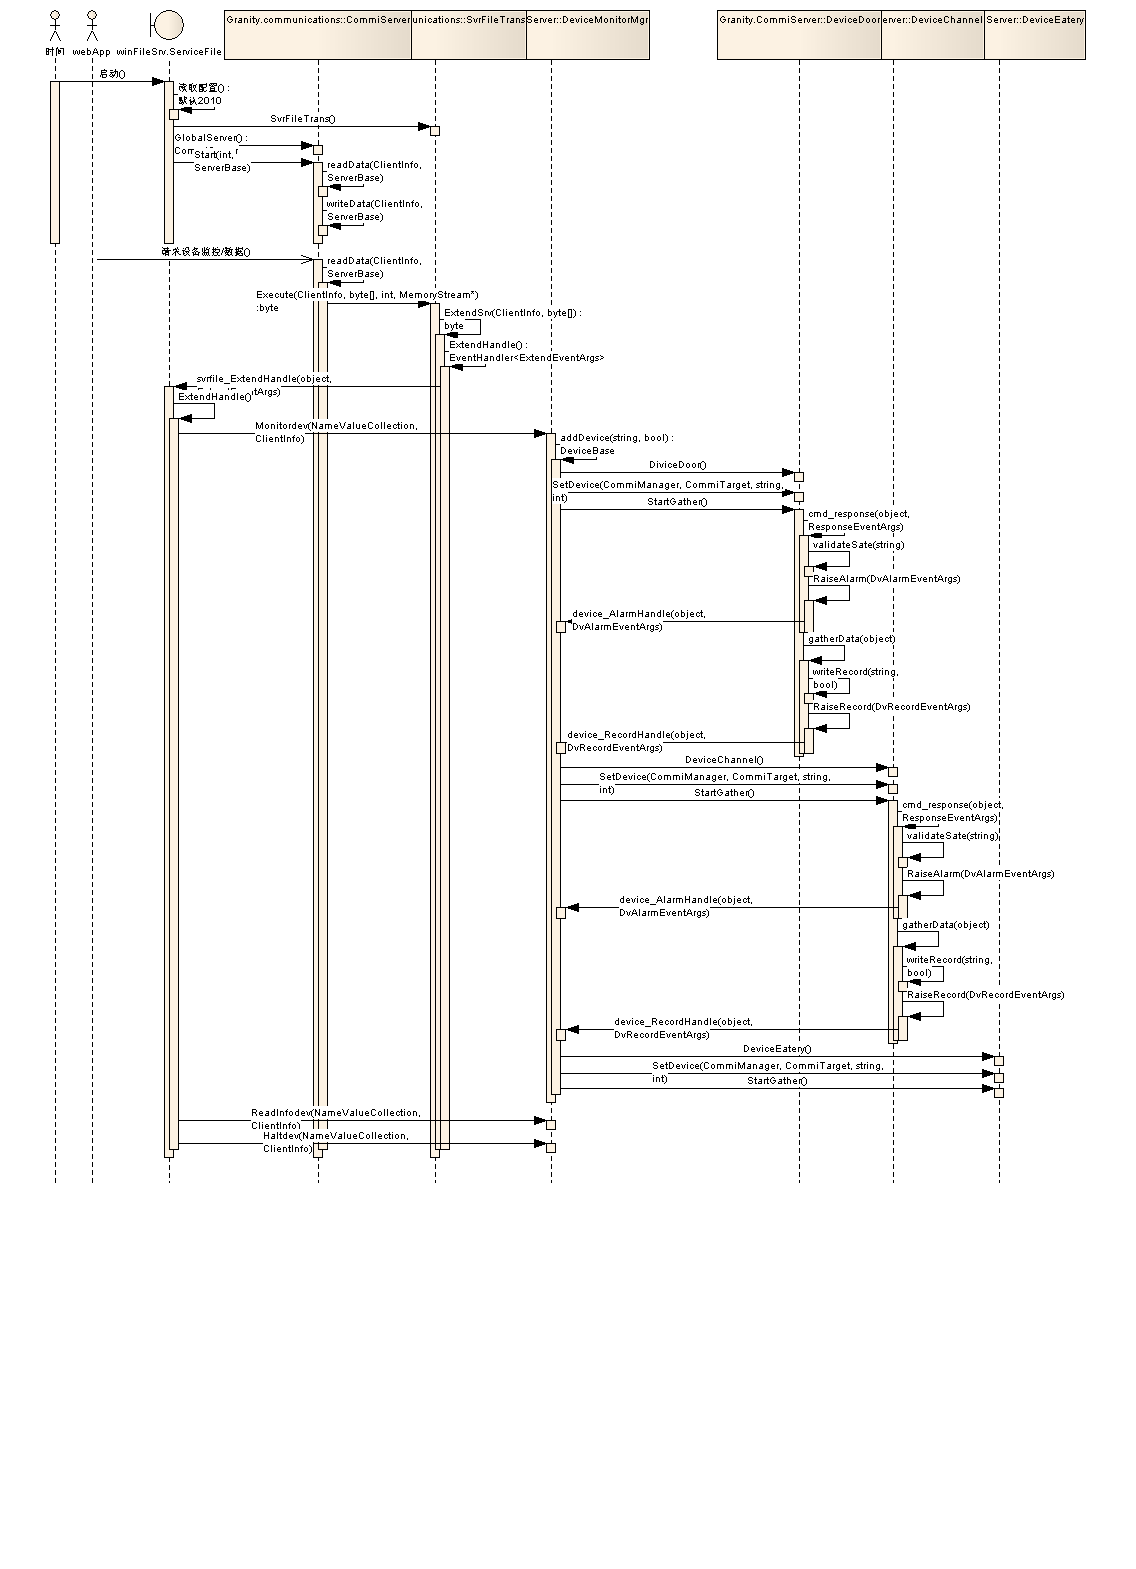 Granity.communications::CommiServer
unications::SvrFileTrans
Server::DeviceMonitorMgr
Granity.CommiServer::DeviceDoor
erver::DeviceChannel
Server::DeviceEatery
时间
webApp
winFileSrv.ServiceFile
启动()
读取配置() :
默认2010
SvrFileTrans()
GlobalServer() :
Start(int,
ServerBase)
readData(ClientInfo,
ServerBase)
writeData(ClientInfo,
ServerBase)
请求设备监控/数据()
readData(ClientInfo,
ServerBase)
Execute(ClientInfo, byte[], int, MemoryStream*)
:byte
ExtendSrv(ClientInfo, byte[]) :
byte
ExtendHandle() :
EventHandler<ExtendEventArgs>
svrfile_ExtendHandle(object,
ExtendHandle()
Monitordev(NameValueCollection,
ClientInfo)
addDevice(string, bool) :
DeviceBase
DiviceDoor()
SetDevice(CommiManager, CommiTarget, string,
int)
StartGather()
cmd_response(object,
ResponseEventArgs)
validateSate(string)
RaiseAlarm(DvAlarmEventArgs)
device_AlarmHandle(object,
DvAlarmEventArgs)
gatherData(object)
writeRecord(string,
bool)
RaiseRecord(DvRecordEventArgs)
device_RecordHandle(object,
DvRecordEventArgs)
DeviceChannel()
SetDevice(CommiManager, CommiTarget, string,
int)
StartGather()
cmd_response(object,
ResponseEventArgs)
validateSate(string)
RaiseAlarm(DvAlarmEventArgs)
device_AlarmHandle(object,
DvAlarmEventArgs)
gatherData(object)
writeRecord(string,
bool)
RaiseRecord(DvRecordEventArgs)
device_RecordHandle(object,
DvRecordEventArgs)
DeviceEatery()
SetDevice(CommiManager, CommiTarget, string,
int)
StartGather()
ReadInfodev(NameValueCollection,
ClientInfo)
Haltdev(NameValueCollection,
ClientInfo)